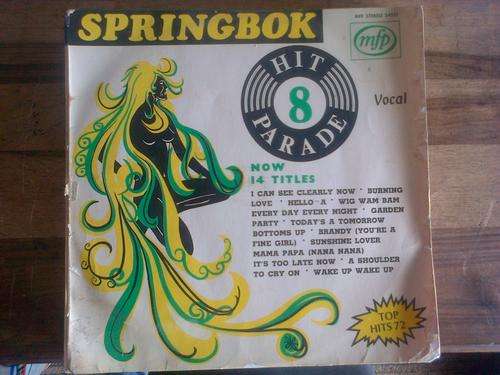 SPRINGBOK
mfp
HIT
8
PARADE
Vocal
NOW
14 TITLES
I CAN SEE CLEARLY NOW * BURNING
LOVE * HELLO-A * WIG WAM BAM
EVERY DAY EVERY NIGHT * GARDEN
PARTY * TODAY'S A TOMORROW
BOTTOMS UP * BRANDY (YOU'RE A
FINE GIRL) * SUNSHINE LOVER
MAMA PAPA (NANA NANA)
IT'S TOO LATE NOW * A SHOULDER
TO CRY ON * WAKE UP WAKE UP
TOP
HITS 72